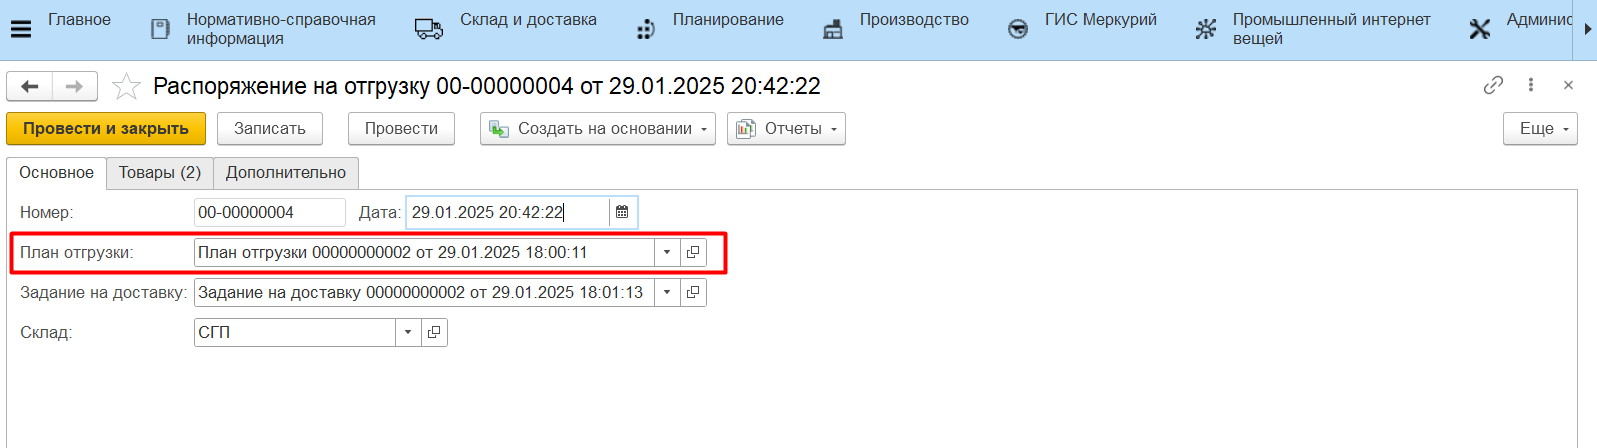 Главное
Нормативно-справочная
информация
Склад и доставка
Планирование
Производство
ГИС Меркурий
Промышленный интернет
вещей
Админис
Распоряжение на отгрузку 00-00000004 от 29.01.2025 20:42:22
Провести и закрыть
Записать
Провести
Создать на основании
Отчеты
Еще
Основное
Товары (2)
Дополнительно
Номер: 00-00000004 Дата: 29.01.2025 20:42:22
План отгрузки: План отгрузки 00000000002 от 29.01.2025 18:00:11
Задание на доставку: Задание на доставку 00000000002 от 29.01.2025 18:01:13
Склад: СГП